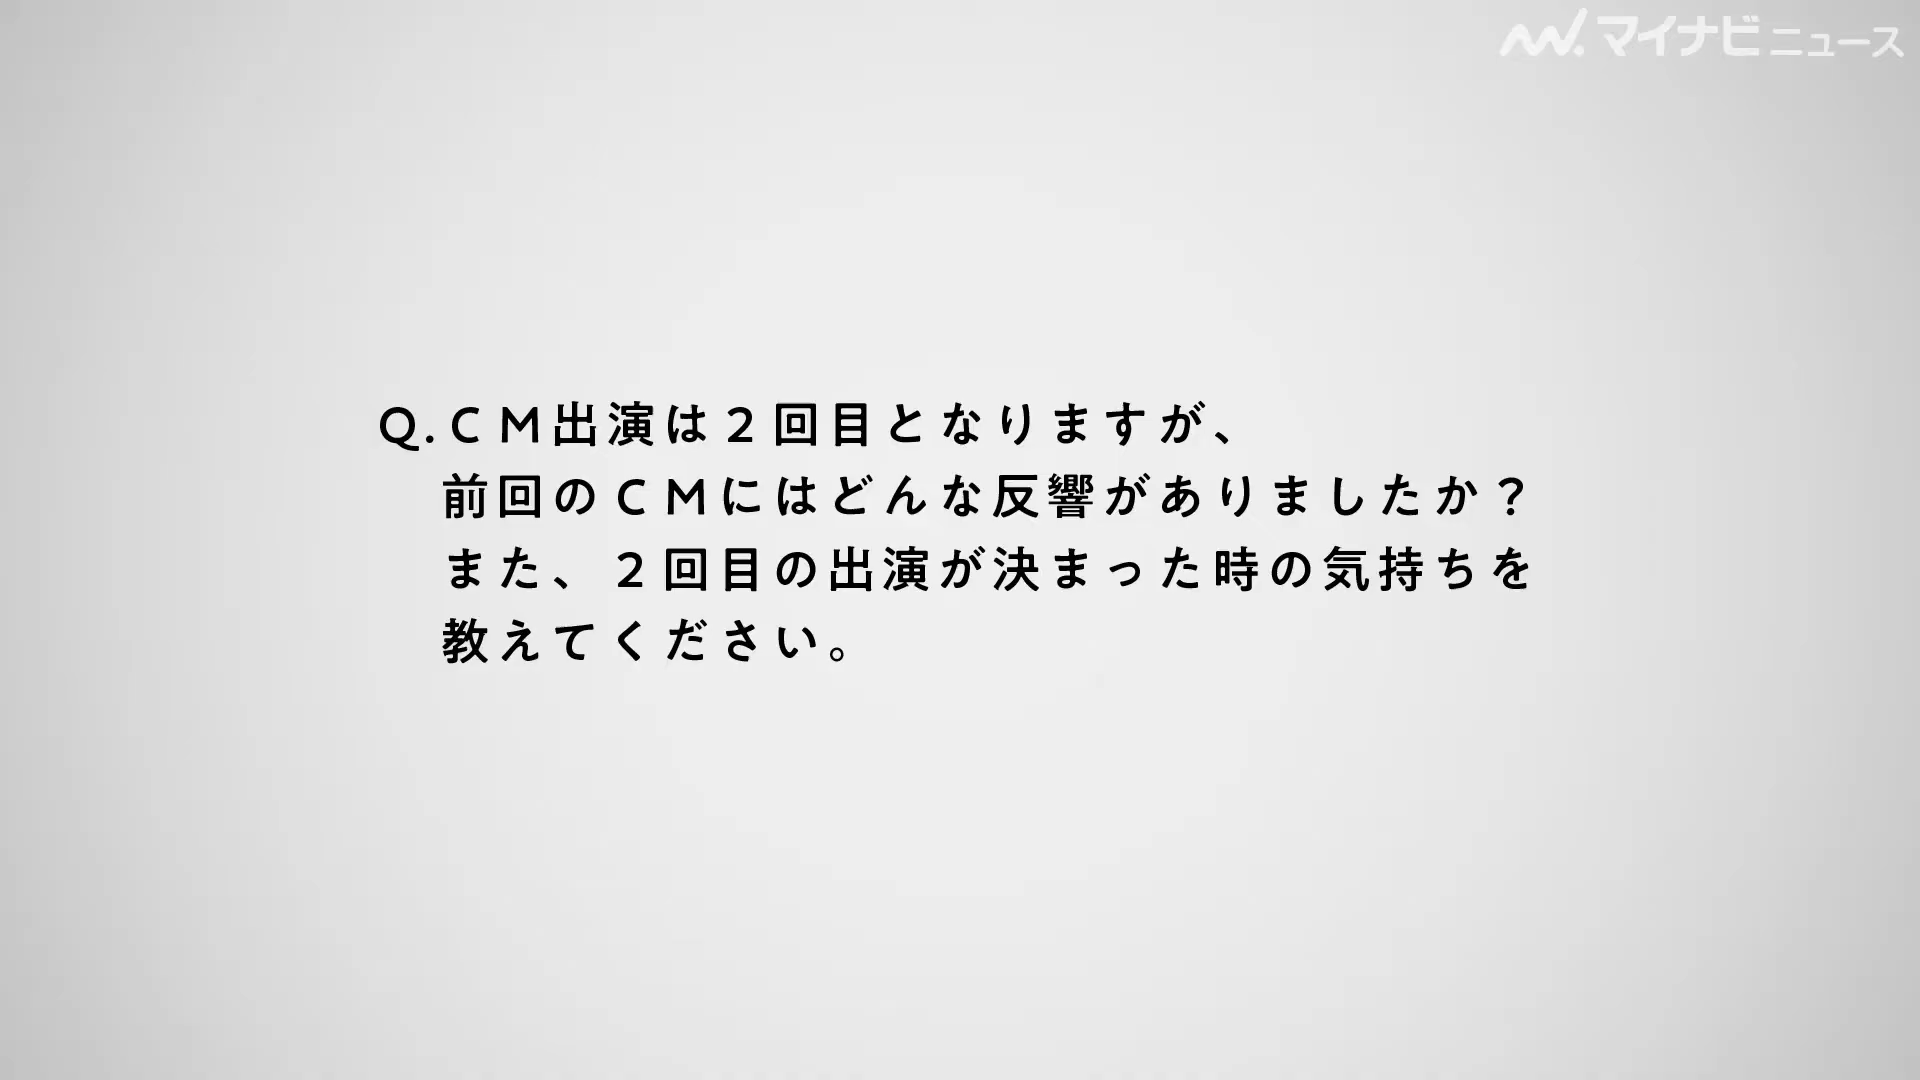 マイナビニュース
Q.CM出演は2回目となりますが、
前回のCMにはどんな反響がありましたか?
また、2回目の出演が決まった時の気持ちを
教えてください。